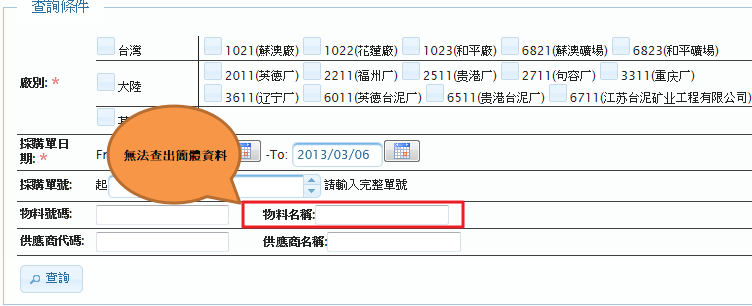 查詢條件
台灣 1021(蘇澳廠) 1022(花蓮廠) 1023(和平廠) 6821(蘇澳礦場) 6823(和平礦場)
廠別: * 大陸 2011(英德厂) 2211(福州厂) 2511(贵港厂) 2711(句容厂) 3311(重庆厂)
3611(辽宁厂) 6011(英德台泥厂) 6511(贵港台泥厂) 6711(江苏台泥矿业工程有限公司)
採購單日期: * -To: 2013/03/06
無法查出簡體資料
採購單號: 起 請輸入完整單號
物料號碼: 物料名稱:
供應商代碼: 供應商名稱:
查詢